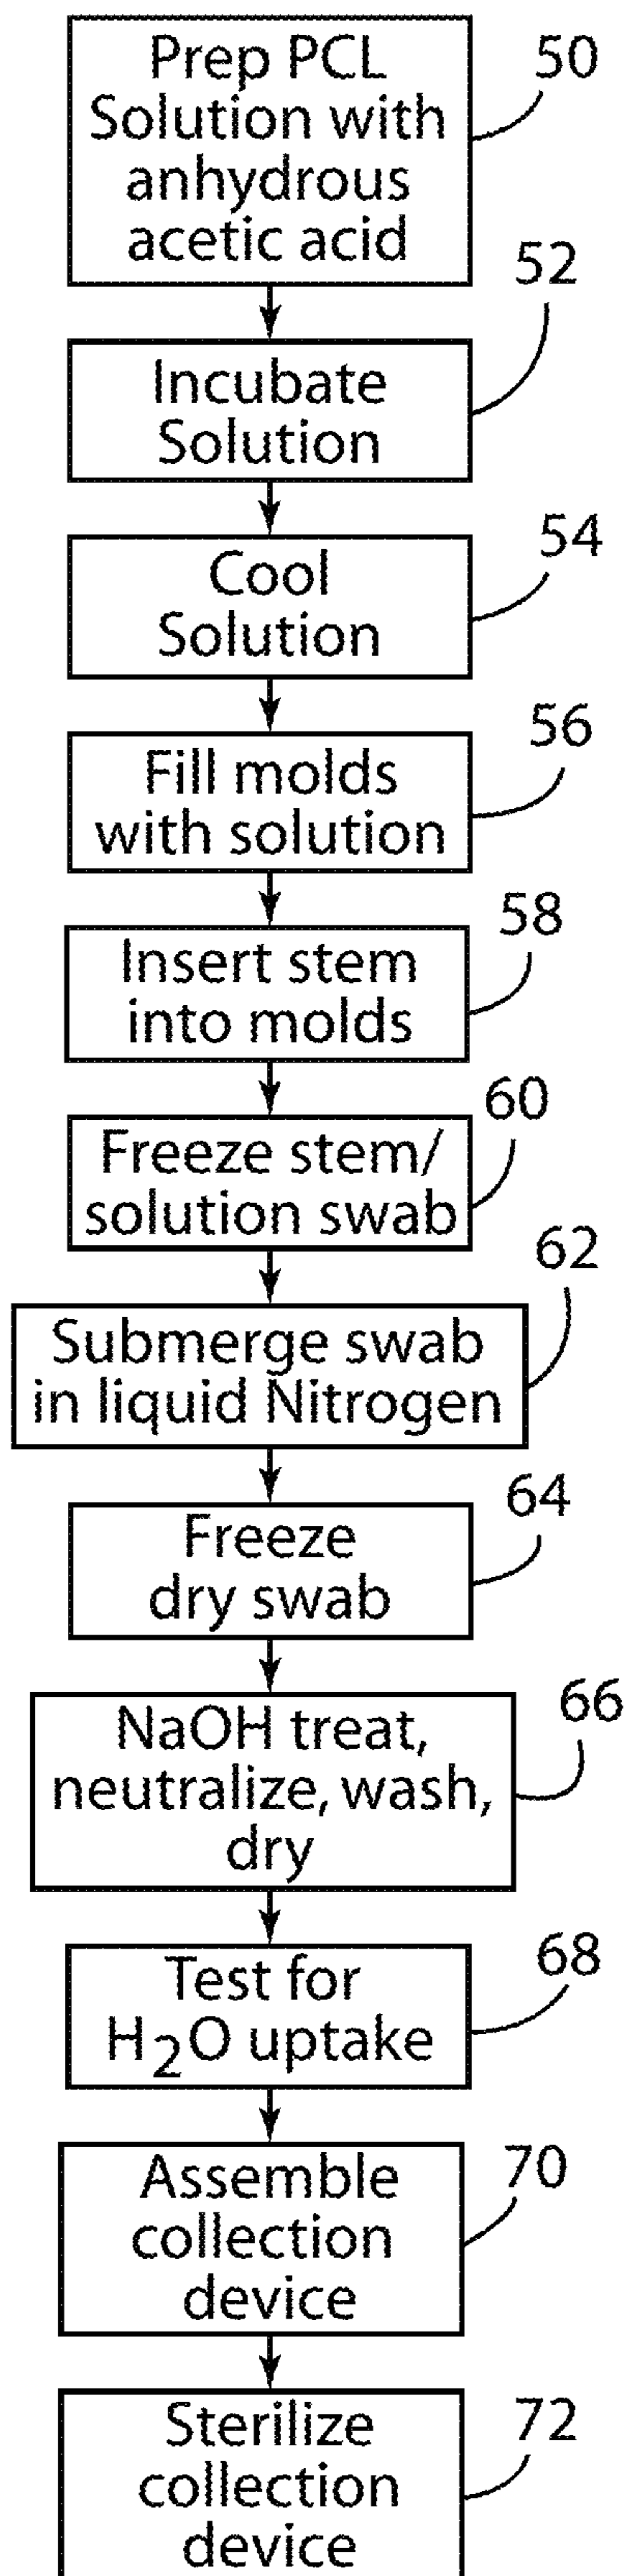 Prep PCL
Solution with
anhydrous
acetic acid
50
Incubate
Solution
52
Cool
Solution
54
Fill molds
with solution
56
Insert stem
into molds
58
Freeze stem/
solution swab
60
Submerge swab
in liquid Nitrogen
62
Freeze
dry swab
64
NaOH treat,
neutralize, wash,
dry
66
Test for
H₂O uptake
68
Assemble
collection
device
70
Sterilize
collection
device
72